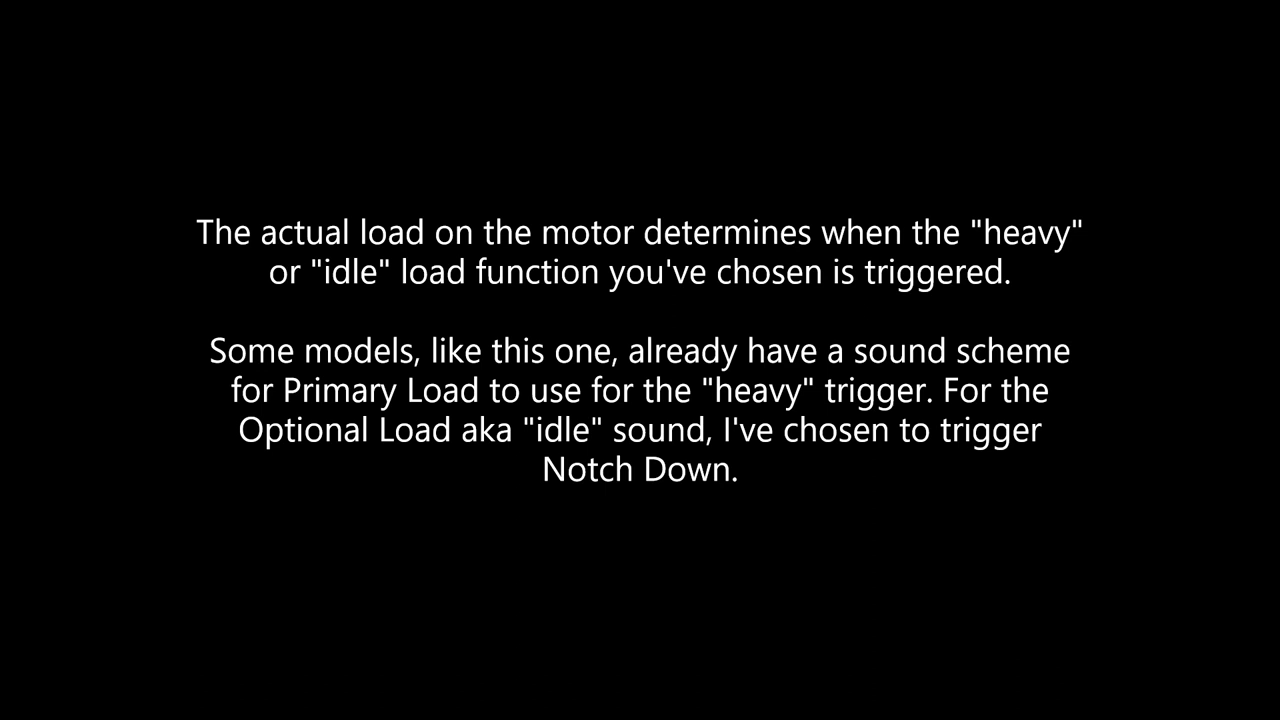 The actual load on the motor determines when the "heavy"
or "idle" load function you've chosen is triggered.
Some models, like this one, already have a sound scheme
for Primary Load to use for the "heavy" trigger. For the
Optional Load aka "idle" sound, I've chosen to trigger
Notch Down.